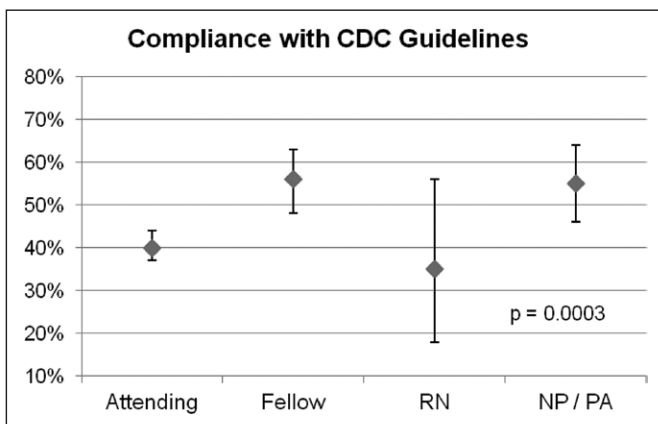 Compliance with CDC Guidelines
80%
70%
60%
50%
40%
30%
20%
10%
p = 0.0003
Attending Fellow RN NP / PA